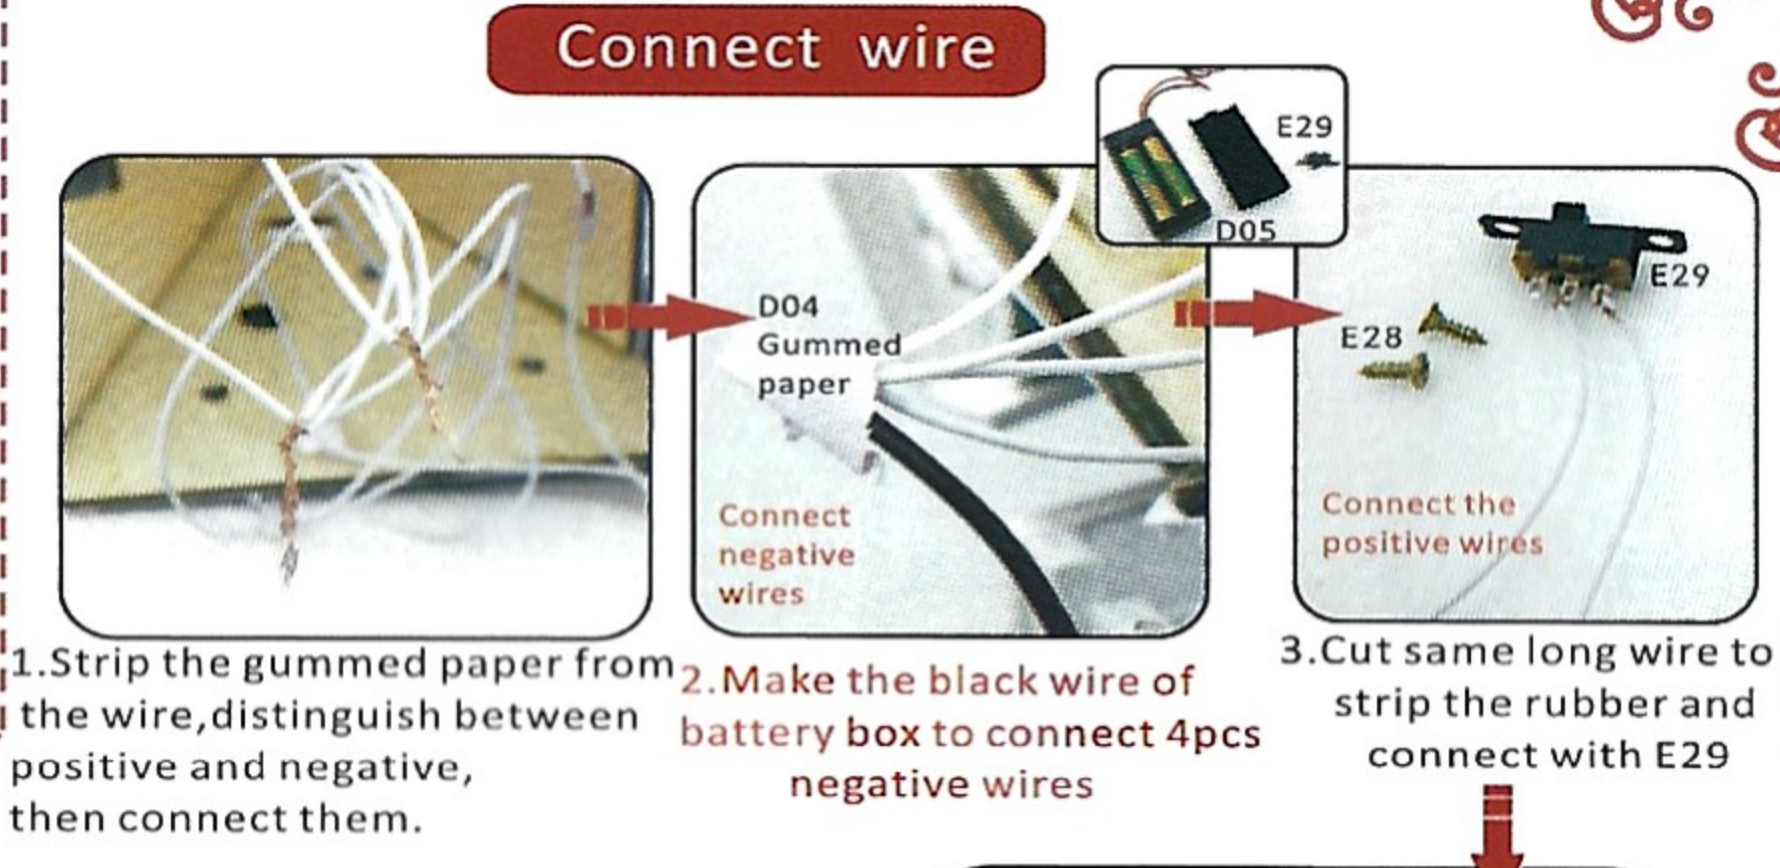 Connect wire
E29
D05
D04
Gummed
paper
Connect
negative
wires
E29
E28
Connect the
positive wires
1.Strip the gummed paper from
the wire,distinguish between
positive and negative,
then connect them.
2.Make the black wire of
battery box to connect 4pcs
negative wires
3.Cut same long wire to
strip the rubber and
connect with E29